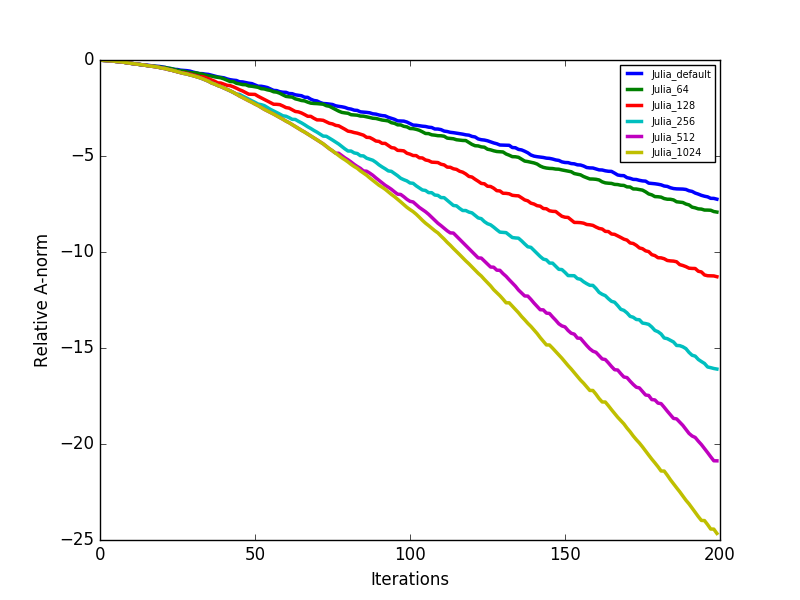 0
−5
−10
−15
−20
−25
Relative A-norm
0
50
100
150
200
Iterations
Julia_default
Julia_64
Julia_128
Julia_256
Julia_512
Julia_1024